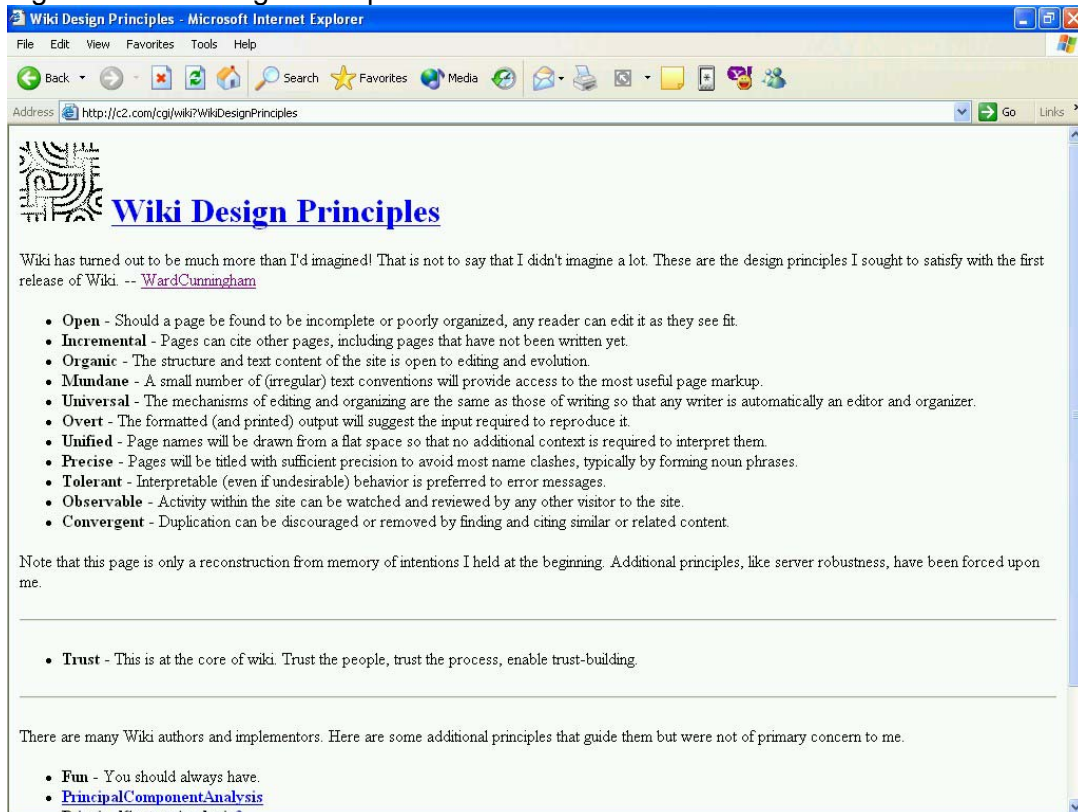 Wiki Design Principles - Microsoft Internet Explorer
File Edit View Favorites Tools Help
Back Search Favorites Media
Address http://c2.com/cgi/wiki?WikiDesignPrinciples Go Links
Wiki Design Principles
Wiki has turned out to be much more than I'd imagined! That is not to say that I didn't imagine a lot. These are the design principles I sought to satisfy with the first
release of Wiki. -- WardCunningham
• Open - Should a page be found to be incomplete or poorly organized, any reader can edit it as they see fit.
• Incremental - Pages can cite other pages, including pages that have not been written yet.
• Organic - The structure and text content of the site is open to editing and evolution.
• Mundane - A small number of (irregular) text conventions will provide access to the most useful page markup.
• Universal - The mechanisms of editing and organizing are the same as those of writing so that any writer is automatically an editor and organizer.
• Overt - The formatted (and printed) output will suggest the input required to reproduce it.
• Unified - Page names will be drawn from a flat space so that no additional context is required to interpret them.
• Precise - Pages will be titled with sufficient precision to avoid most name clashes, typically by forming noun phrases.
• Tolerant - Interpretable (even if undesirable) behavior is preferred to error messages.
• Observable - Activity within the site can be watched and reviewed by any other visitor to the site.
• Convergent - Duplication can be discouraged or removed by finding and citing similar or related content.
Note that this page is only a reconstruction from memory of intentions I held at the beginning. Additional principles, like server robustness, have been forced upon
me.
• Trust - This is at the core of wiki. Trust the people, trust the process, enable trust-building.
There are many Wiki authors and implementors. Here are some additional principles that guide them but were not of primary concern to me.
• Fun - You should always have.
• PrincipalComponentAnalysis